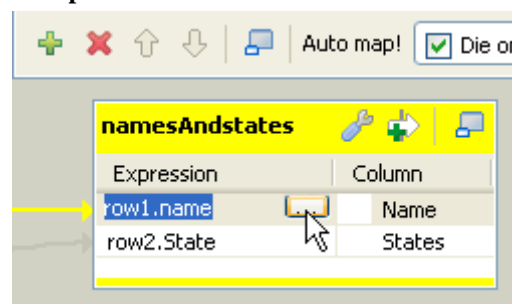 Auto map! Die o
namesAndstates
Expression Column
row1.name ... Name
row2.State States